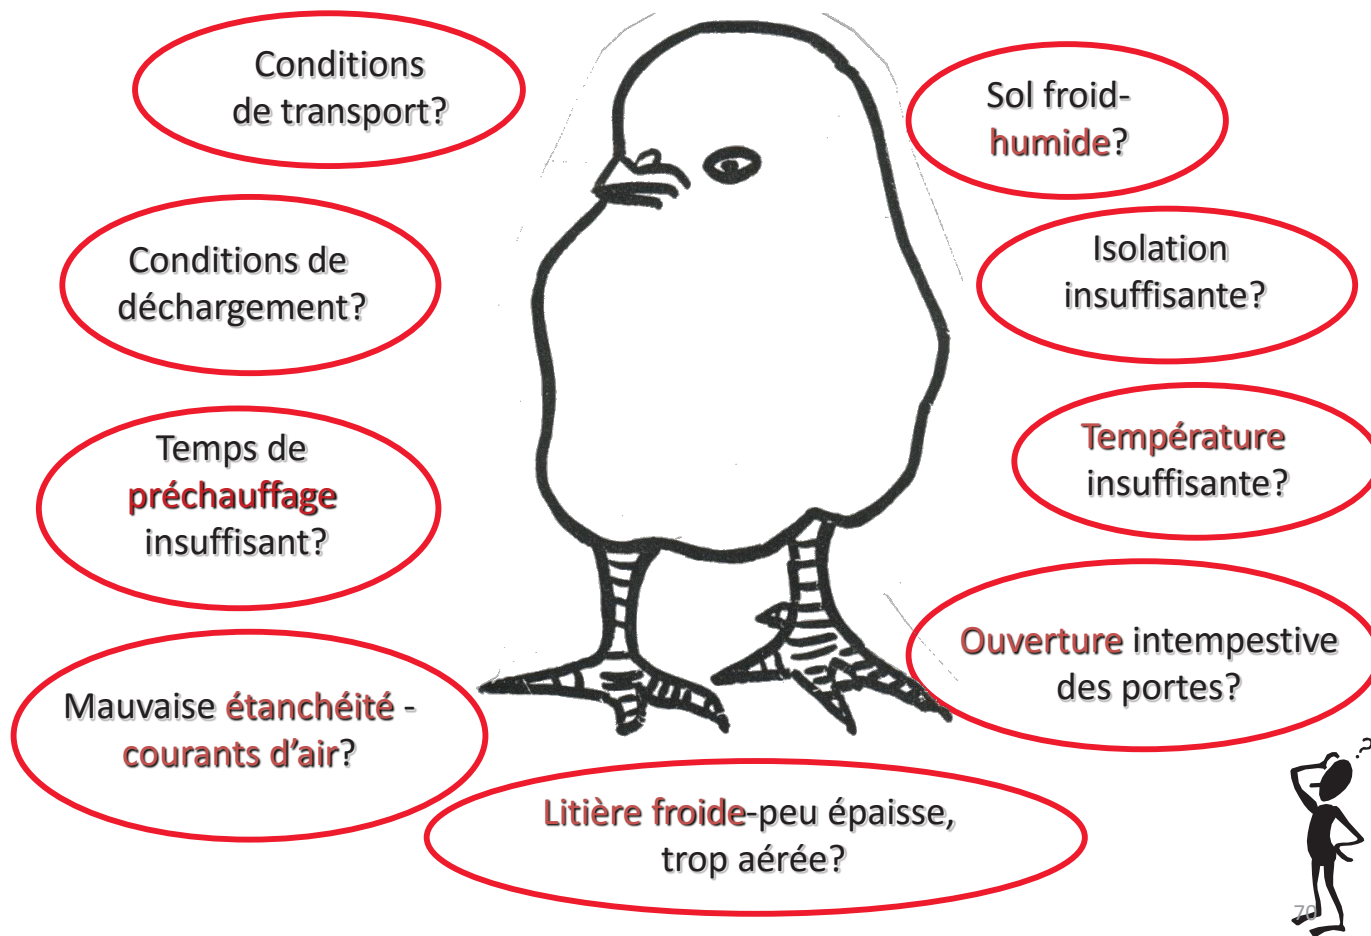 Conditions
de transport?
Sol froid-
humide?
Conditions de
déchargement?
Isolation
insuffisante?
Temps de
préchauffage
insuffisant?
Température
insuffisante?
Mauvaise étanchéité -
courants d’air?
Ouverture intempestive
des portes?
Litière froide-peu épaisse,
trop aérée?
?
70